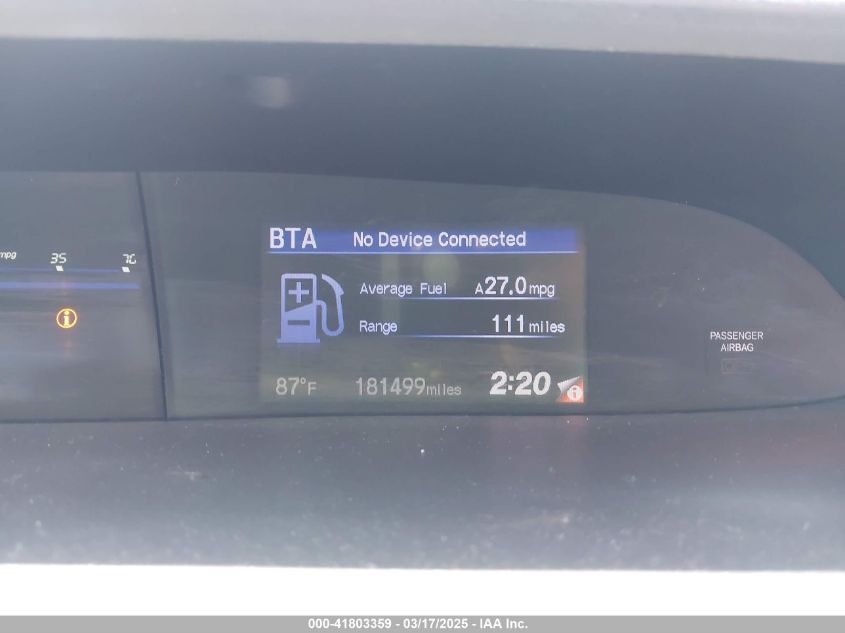 BTA No Device Connected
mpg 35 70
Average Fuel A27.0mpg
Range 111 miles
PASSENGER
AIRBAG
87°F 181499miles 2:20
000-41803359 - 03/17/2025 - IAA Inc.